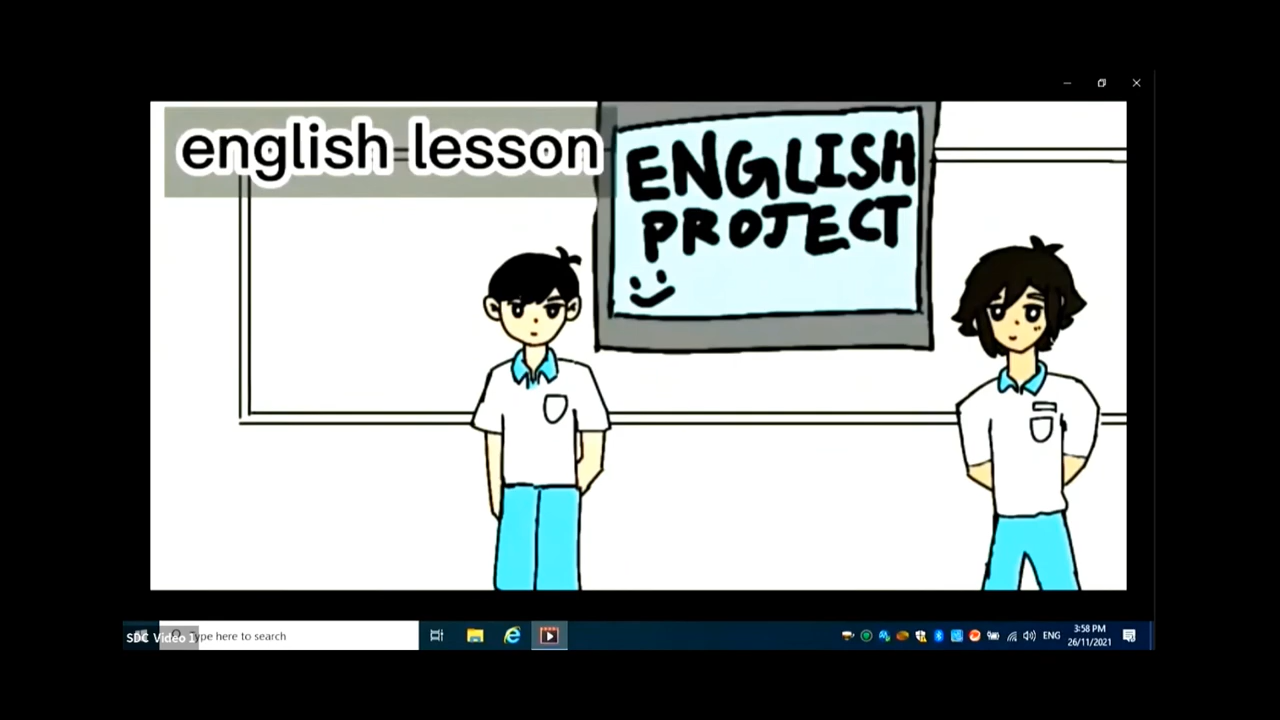 english lesson
ENGLISH
PROJECT
SDC Video 1
Type here to search
ENG
3:58 PM
26/11/2021